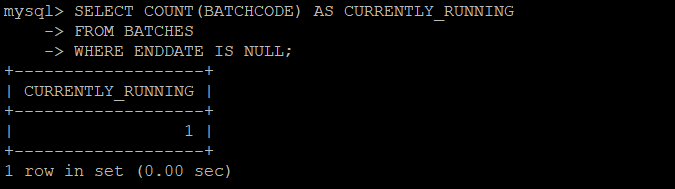 mysql> SELECT COUNT(BATCHCODE) AS CURRENTLY_RUNNING
    -> FROM BATCHES
    -> WHERE ENDDATE IS NULL;
+-------------------+
| CURRENTLY_RUNNING |
+-------------------+
|                 1 |
+-------------------+
1 row in set (0.00 sec)